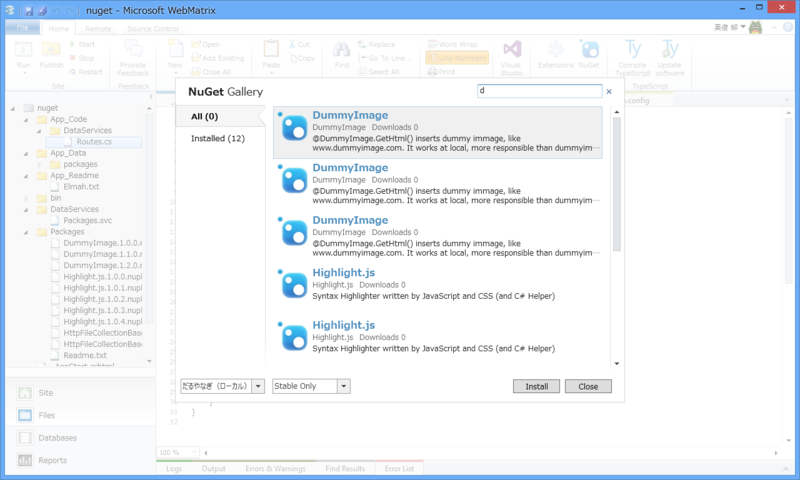 nuget - Microsoft WebMatrix
File
Home
Remote
Source Control
英俊 細
Run
Publish
Start
Stop
Restart
Site
Provide Feedback
Feedback
New
Open
Add Existing
Close All
Paste
Cut
Copy
Find
Replace
Go To Line...
Select All
Word Wrap
Line Numbers
Print
Visual Studio
Extensions
NuGet
Compile TypeScript
Update software
TypeScript
nuget
App_Code
DataServices
Routes.cs
App_Data
packages
App_Readme
Elmah.txt
bin
DataServices
Packages.svc
Packages
DummyImage.1.0.0.n
DummyImage.1.1.0.n
DummyImage.1.2.0.n
Highlight.js.1.0.0.nupl
Highlight.js.1.0.1.nupl
Highlight.js.1.0.2.nupl
Highlight.js.1.0.3.nupl
Highlight.js.1.0.4.nupl
HttpFileCollectionBase
HttpFileCollectionBase
Readme.txt
Site
Files
Databases
Reports
.config
NuGet Gallery
d
All (0)
Installed (12)
DummyImage
DummyImage Downloads 0
@DummyImage.GetHtml() inserts dummy immage, like
www.dummyimage.com. It works at local, more responsible than dummyim…
DummyImage
DummyImage Downloads 0
@DummyImage.GetHtml() inserts dummy immage, like
www.dummyimage.com. It works at local, more responsible than dummyim…
DummyImage
DummyImage Downloads 0
@DummyImage.GetHtml() inserts dummy immage, like
www.dummyimage.com. It works at local, more responsible than dummyim…
Highlight.js
Highlight.js Downloads 0
Syntax Highlighter written by JavaScript and CSS (and C# Helper)
Highlight.js
Highlight.js Downloads 0
Syntax Highlighter written by JavaScript and CSS (and C# Helper)
だるやなぎ（ローカル）
Stable Only
Install
Close
31 }
32
100 %
Logs
Output
Errors & Warnings
Find Results
Error List